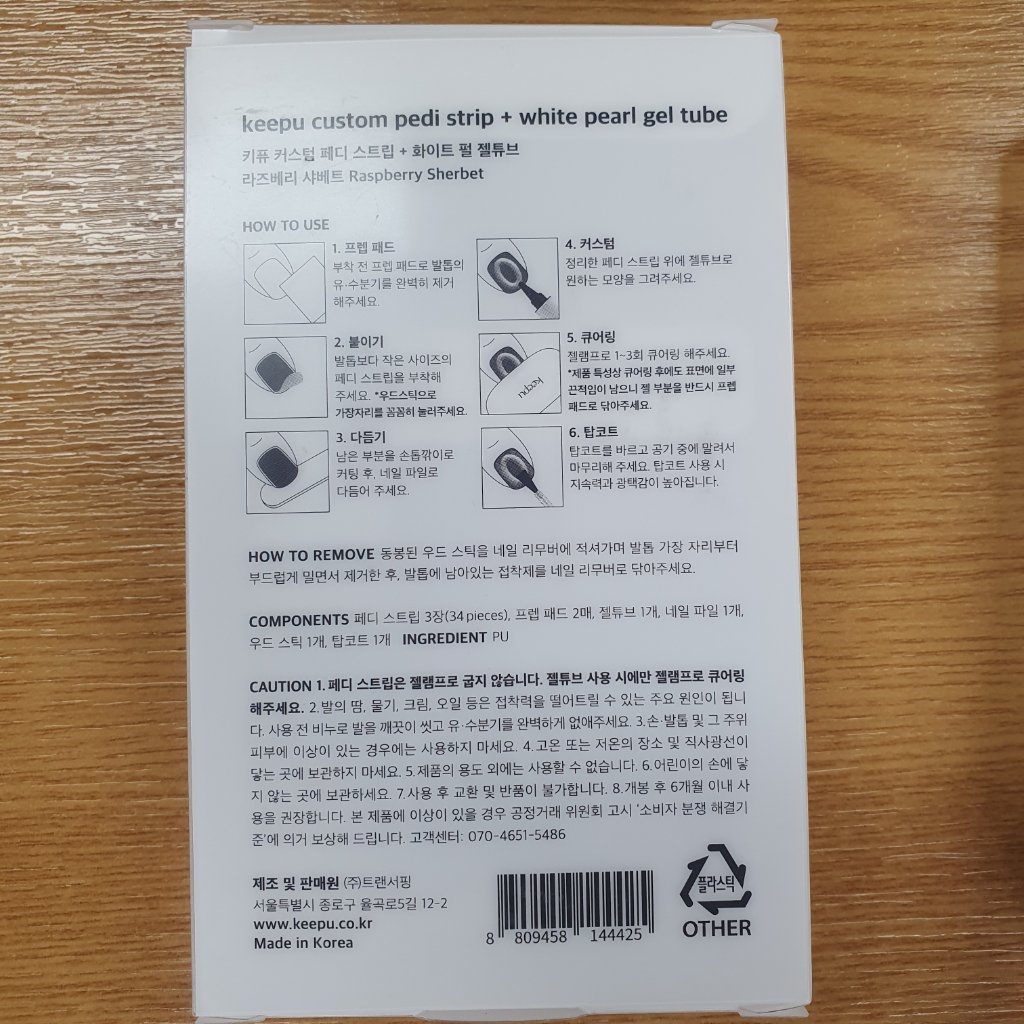 keepu custom pedi strip + white pearl gel tube
키퓨 커스텀 페디 스트립 + 화이트 펄 젤튜브
라즈베리 샤베트 Raspberry Sherbet
HOW TO USE
1. 프렙 패드
부착 전 프렙 패드로 발톱의
유·수분기를 완벽히 제거
해주세요.
2. 붙이기
발톱보다 작은 사이즈의
페디 스트립을 부착해
주세요. *우드스틱으로
가장자리를 꼼꼼히 눌러주세요.
3. 다듬기
남은 부분을 손톱깎이로
커팅 후, 네일 파일로
다듬어 주세요.
4. 커스텀
정리한 페디 스트립 위에 젤튜브로
원하는 모양을 그려주세요.
5. 큐어링
젤램프로 1~3회 큐어링 해주세요.
*제품 특성상 큐어링 후에도 표면에 일부
끈적임이 남으니 젤 부분을 반드시 프렙
패드로 닦아주세요.
keepu
6. 탑코트
탑코트를 바르고 공기 중에 말려서
마무리해 주세요. 탑코트 사용 시
지속력과 광택감이 높아집니다.
HOW TO REMOVE 동봉된 우드 스틱을 네일 리무버에 적셔가며 발톱 가장 자리부터
부드럽게 밀면서 제거한 후, 발톱에 남아있는 접착제를 네일 리무버로 닦아주세요.
COMPONENTS 페디 스트립 3장(34pieces), 프렙 패드 2매, 젤튜브 1개, 네일 파일 1개,
우드 스틱 1개, 탑코트 1개 INGREDIENT PU
CAUTION 1. 페디 스트립은 젤램프로 굽지 않습니다. 젤튜브 사용 시에만 젤램프로 큐어링
해주세요. 2.발의 땀, 물기, 크림, 오일 등은 접착력을 떨어트릴 수 있는 주요 원인이 됩니
다. 사용 전 비누로 발을 깨끗이 씻고 유·수분기를 완벽하게 없애주세요. 3.손·발톱 및 그 주위
피부에 이상이 있는 경우에는 사용하지 마세요. 4.고온 또는 저온의 장소 및 직사광선이
닿는 곳에 보관하지 마세요. 5.제품의 용도 외에는 사용할 수 없습니다. 6.어린이의 손에 닿
지 않는 곳에 보관하세요. 7.사용 후 교환 및 반품이 불가합니다. 8.개봉 후 6개월 이내 사
용을 권장합니다. 본 제품에 이상이 있을 경우 공정거래 위원회 고시 '소비자 분쟁 해결기
준'에 의거 보상해 드립니다. 고객센터: 070-4651-5486
제조 및 판매원 (주)트랜서핑
서울특별시 종로구 율곡로5길 12-2
www.keepu.co.kr
Made in Korea
8 809458 144425
플라스틱
OTHER